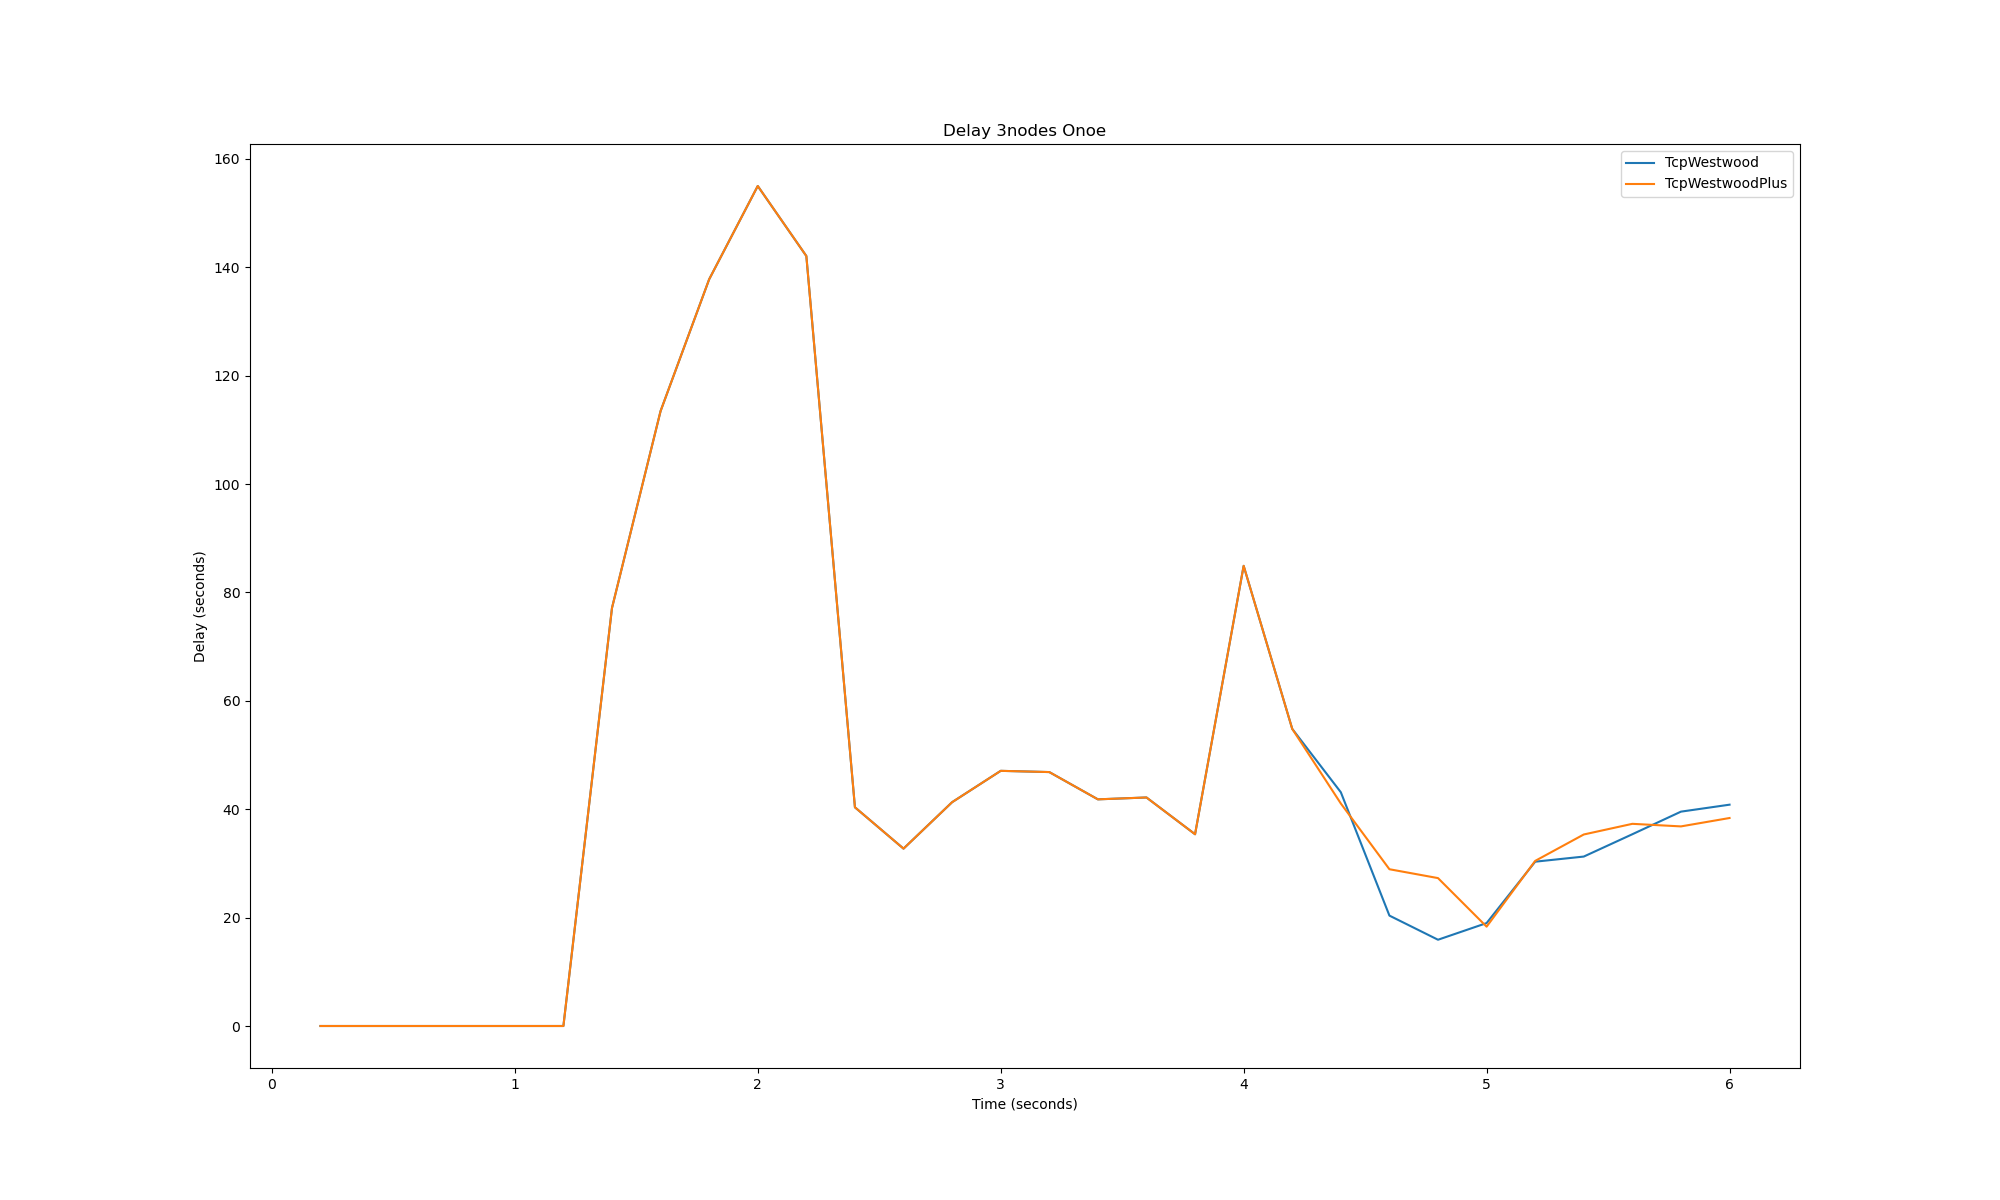 Delay 3nodes Onoe
TcpWestwood
TcpWestwoodPlus
160
140
120
100
80
60
40
20
0
Delay (seconds)
0 1 2 3 4 5 6
Time (seconds)